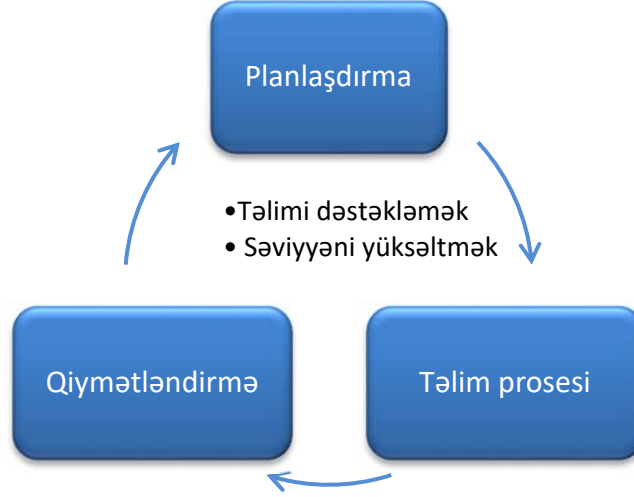 Planlaşdırma
•Təlimi dəstəkləmək
• Səviyyəni yüksəltmək
Qiymətləndirmə
Təlim prosesi